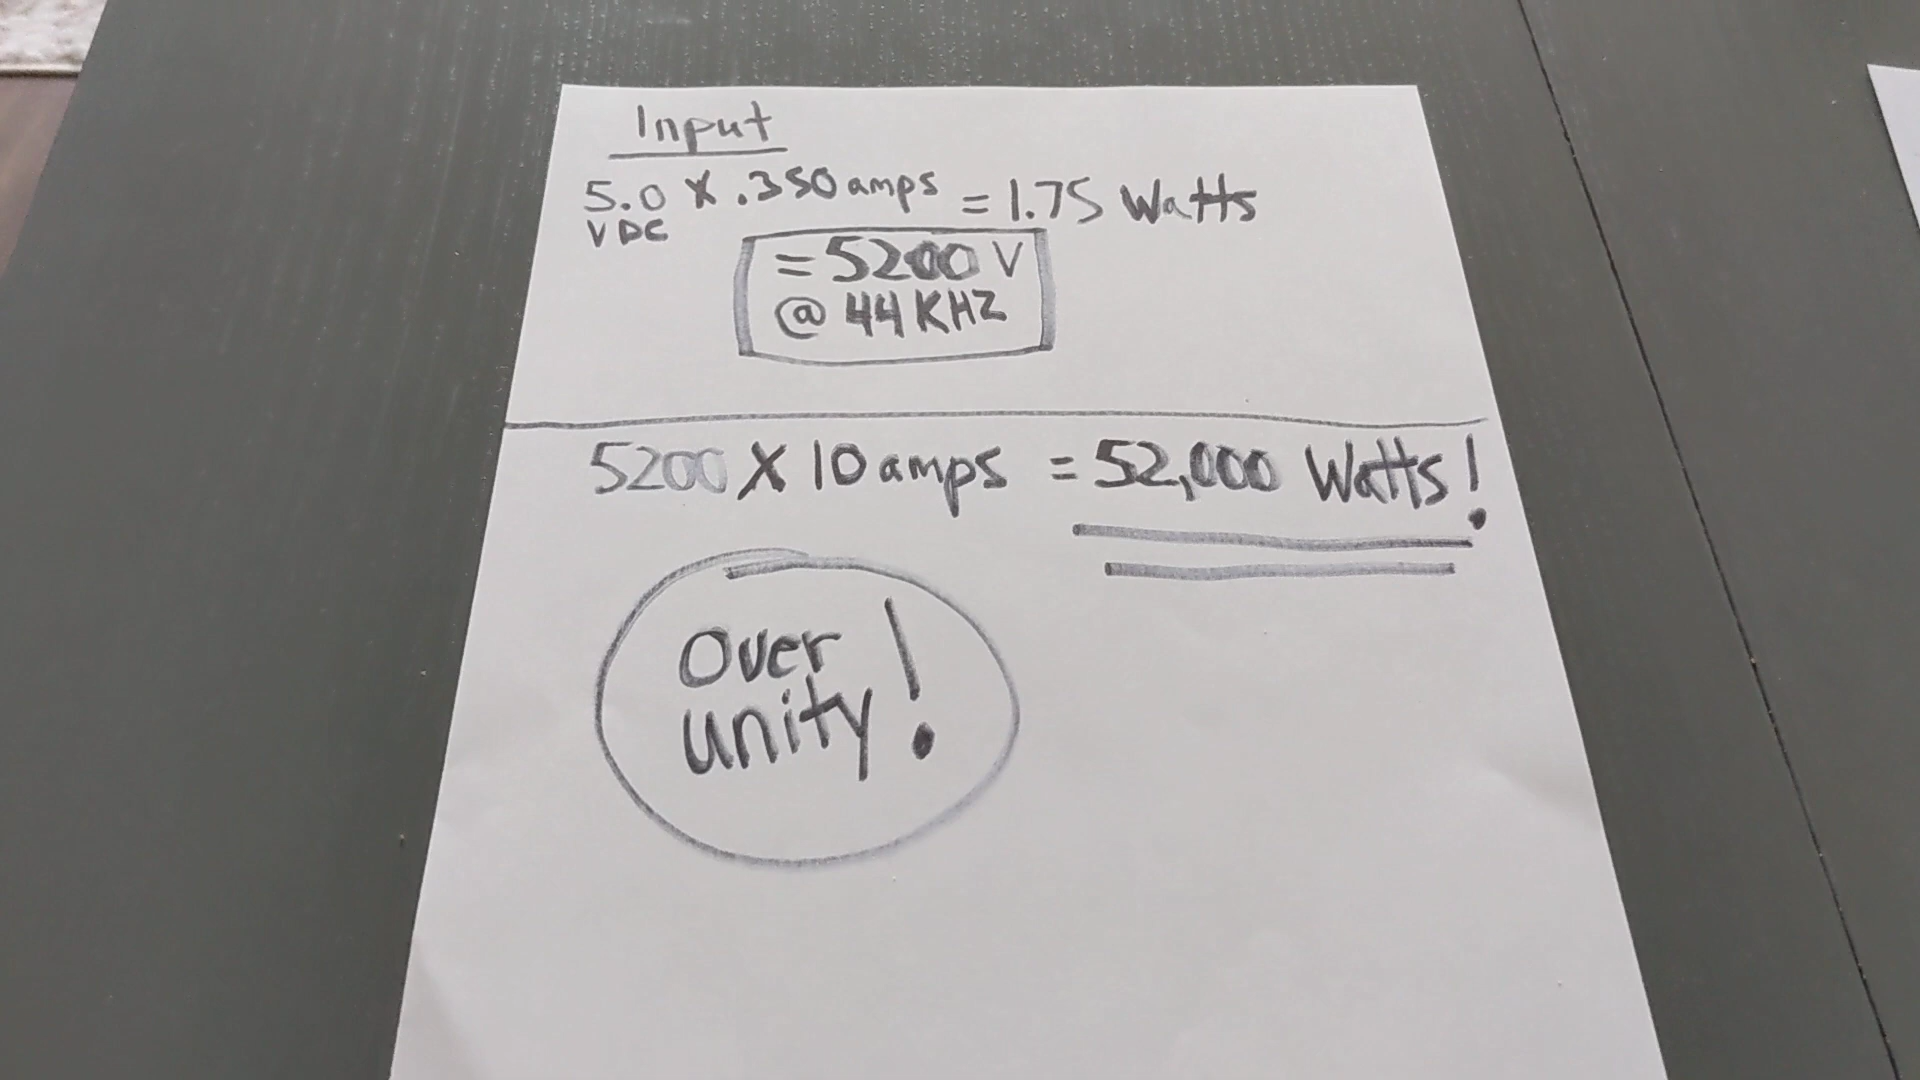 Input
5.0 X .350 amps = 1.75 Watts
VDC
= 5200 V
@ 44 KHZ
5200 X 10 amps = 52,000 Watts!
Over
unity!